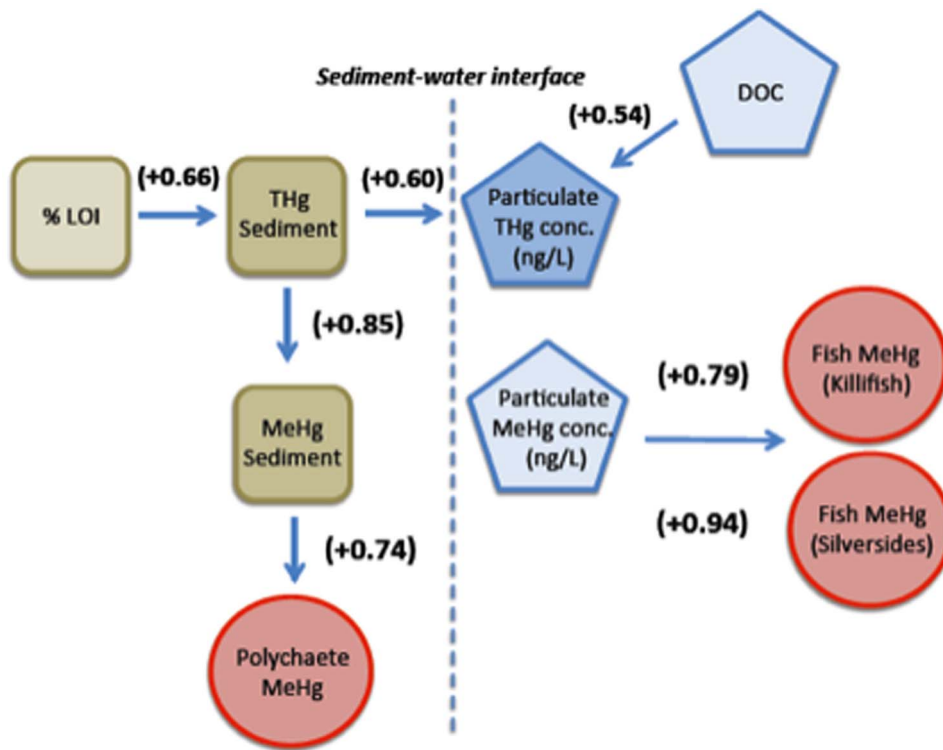 Sediment-water interface
DOC
(+0.54)
% LOI
(+0.66)
THg
Sediment
(+0.60)
Particulate
THg conc.
(ng/L)
(+0.85)
MeHg
Sediment
Particulate
MeHg conc.
(ng/L)
(+0.79)
Fish MeHg
(Killifish)
(+0.94)
Fish MeHg
(Silversides)
(+0.74)
Polychaete
MeHg